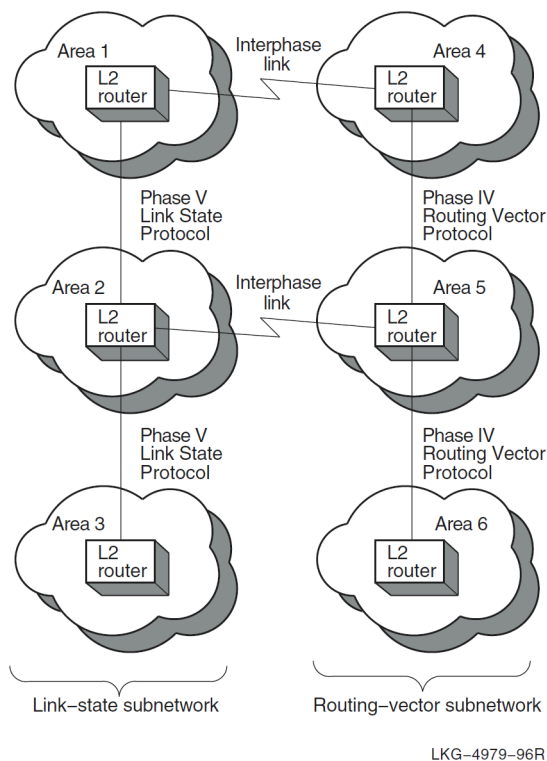 Area 1
L2
router
Interphase
link
Area 4
L2
router
Phase V
Link State
Protocol
Phase IV
Routing Vector
Protocol
Area 2
L2
router
Interphase
link
Area 5
L2
router
Phase V
Link State
Protocol
Phase IV
Routing Vector
Protocol
Area 3
L2
router
Area 6
L2
router
Link–state subnetwork
Routing–vector subnetwork
LKG–4979–96R